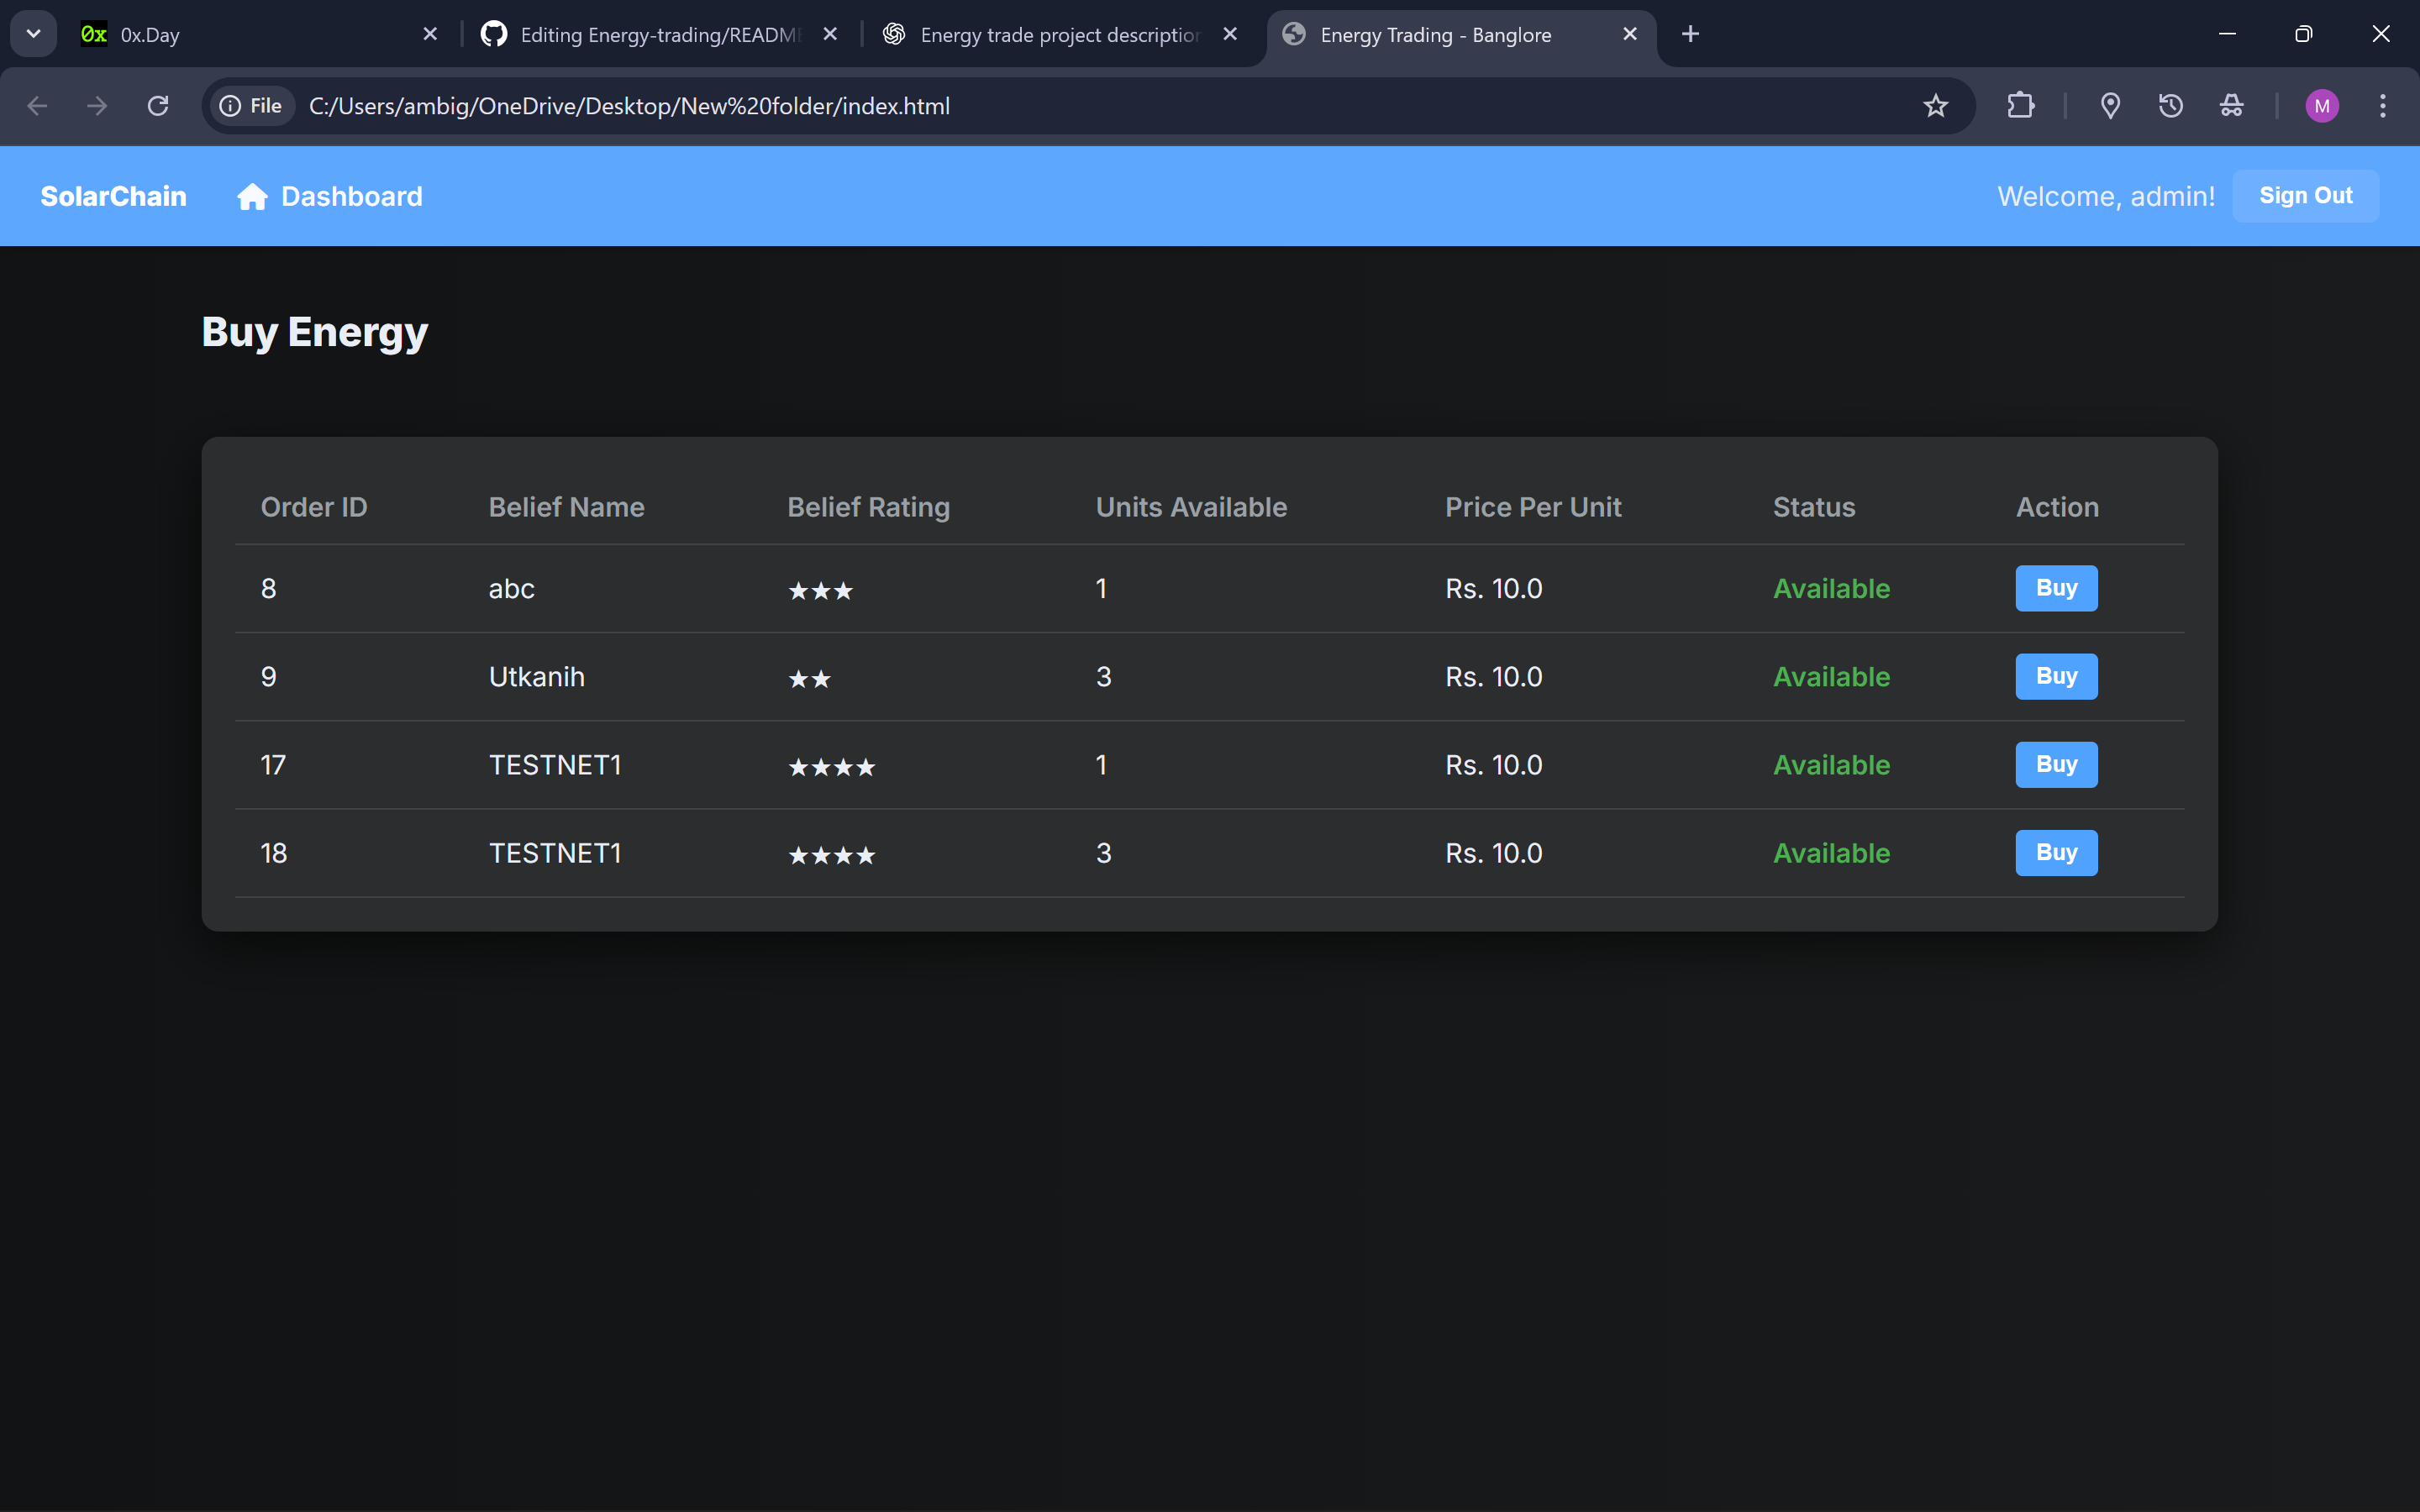 0x 0x.Day
Editing Energy-trading/README
Energy trade project description
Energy Trading - Banglore
File C:/Users/ambig/OneDrive/Desktop/New%20folder/index.html
M
SolarChain Dashboard Welcome, admin! Sign Out
Buy Energy
Order ID Belief Name Belief Rating Units Available Price Per Unit Status Action
8 abc ★★★ 1 Rs. 10.0 Available Buy
9 Utkanih ★★ 3 Rs. 10.0 Available Buy
17 TESTNET1 ★★★★ 1 Rs. 10.0 Available Buy
18 TESTNET1 ★★★★ 3 Rs. 10.0 Available Buy